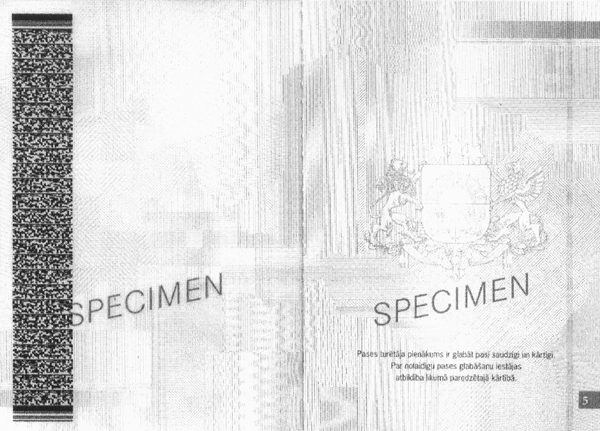 SPECIMEN
SPECIMEN
Pases turētāja pienākums ir glabāt pasi saudzīgi un kārtīgi.
Par nolaidīgu pases glabāšanu iestājas
atbildība likumā paredzētajā kārtībā.
5